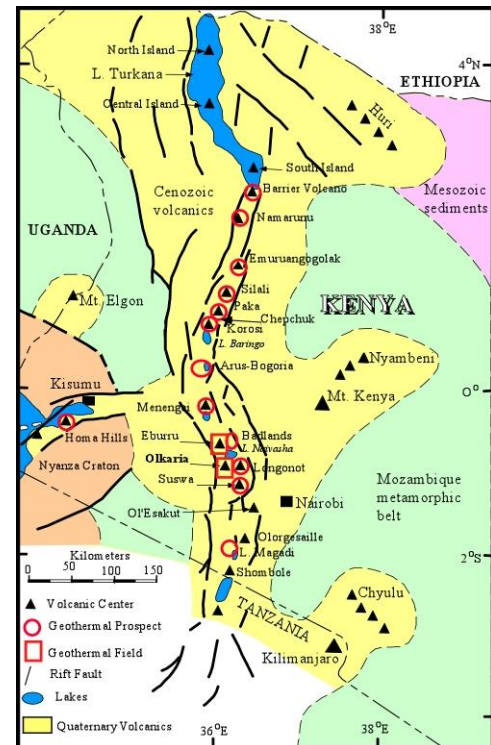 38°E
4°N
North Island
ETHIOPIA
L. Turkana
Central Island
Huri
South Island
Barrier Volcano
Cenozoic
volcanics
Mesozoic
sediments
Namarunu
UGANDA
Emuruangogolak
KENYA
Silali
Mt. Elgon
Paka
Chepchuk
Korosi
L. Baringo
Nyambeni
Arus-Bogoria
0°
Kisumu
Mt. Kenya
Menengai
Homa Hills
Eburru
Badlands
L. Naivasha
Olkaria
Longonot
Nyanza Craton
Suswa
Mozambique
metamorphic
belt
Nairobi
Ol'Esakut
Olorgesaille
Kilometers
L. Magadi
2°S
0 50 100 150
Shombole
Volcanic Center
Chyulu
Geothermal Prospect
TANZANIA
Geothermal Field
Rift Fault
Kilimanjaro
Lakes
Quaternary Volcanics
36°E
38°E